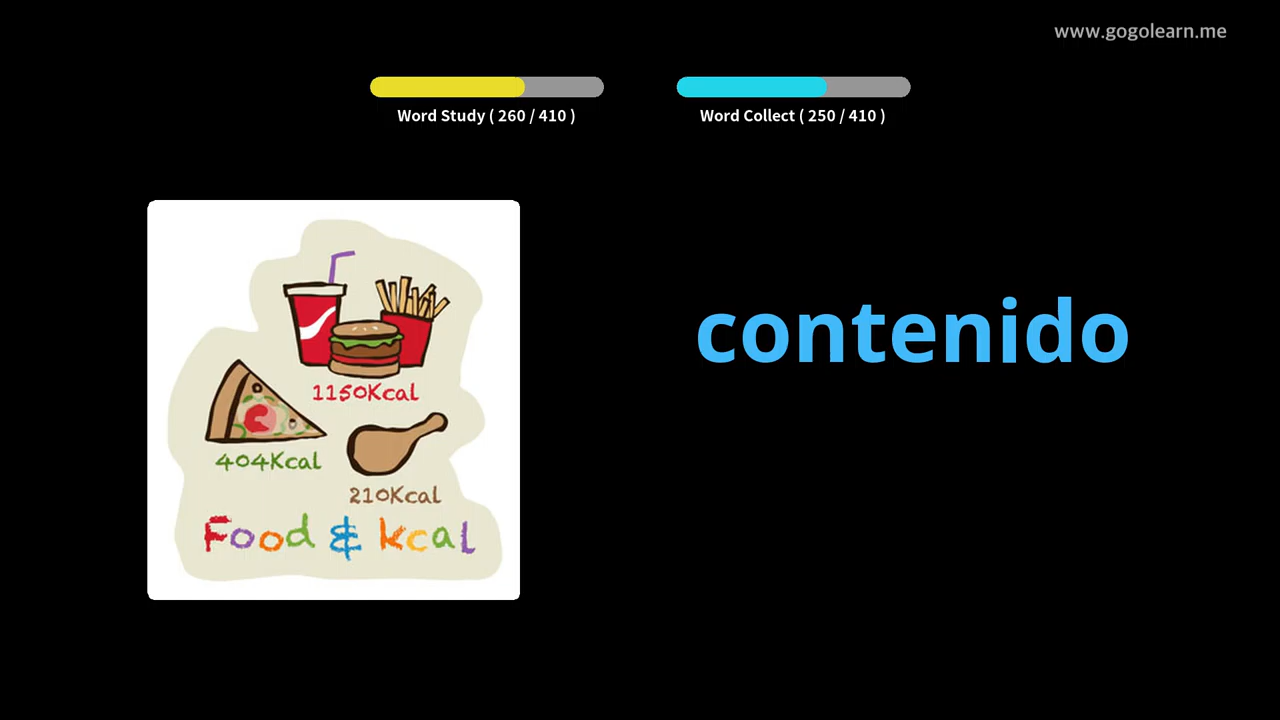 www.gogolearn.me
Word Study ( 260 / 410 )
Word Collect ( 250 / 410 )
1150Kcal
404Kcal
210Kcal
Food & kcal
contenido